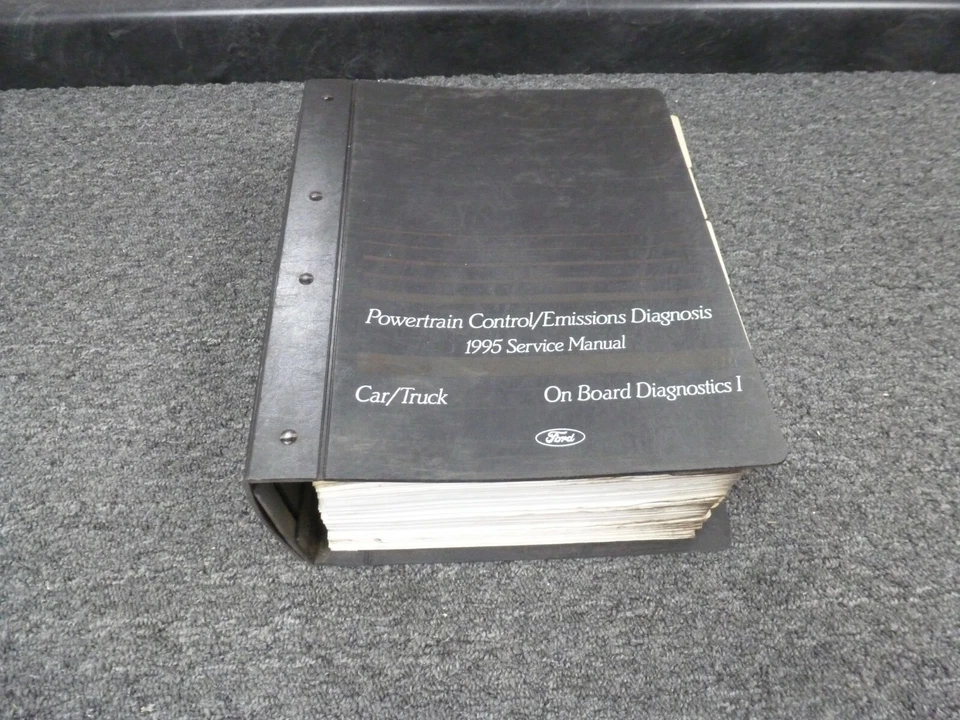 Powertrain Control/Emissions Diagnosis
1995 Service Manual
Car/Truck On Board Diagnostics I
Ford